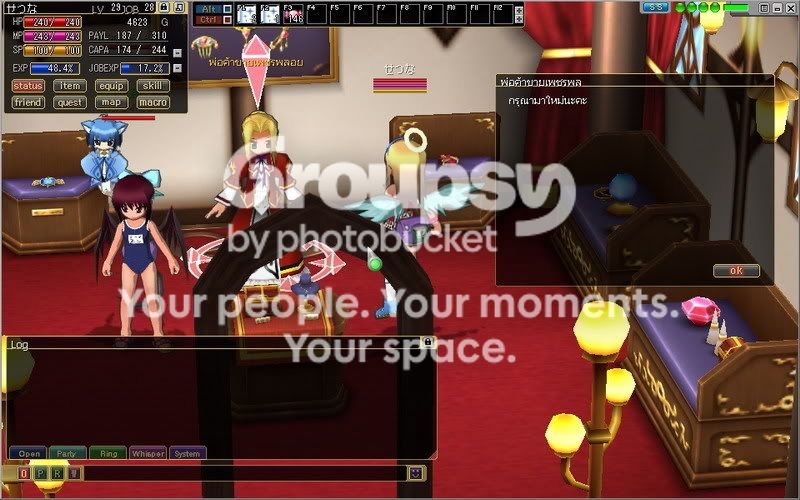 せつな LV 29 JOB 28
HP 240/ 240 4623 G
MP 243/ 243 PAYL 187 / 310
SP 100/ 100 CAPA 174 / 244
EXP 48.4% JOBEXP 17.2%
status item equip skill
friend quest map macro
Alt
Ctrl
F1 F2 F3 F4 F5 F6 F7 F8 F9 F10 F11 F12
146
SS
พ่อค้าขายเพชรพลอย
せつな
พ่อค้าขายเพชรพล
กรุณามาใหม่นะคะ
ok
Groupsy
by photobucket
Your people. Your moments.
Your space.
Log
Open Party Ring Whisper System
O P R W